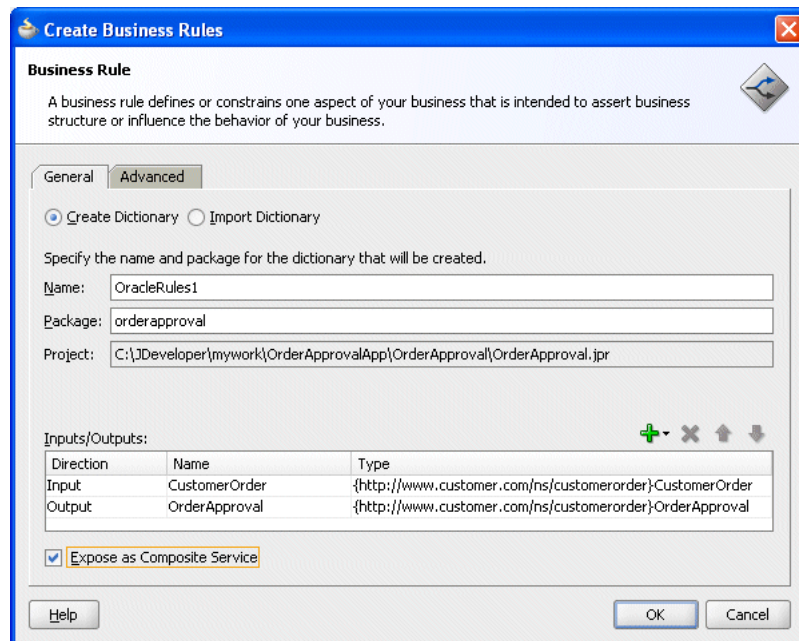 Create Business Rules
Business Rule
A business rule defines or constrains one aspect of your business that is intended to assert business
structure or influence the behavior of your business.
General Advanced
Create Dictionary Import Dictionary
Specify the name and package for the dictionary that will be created.
Name: OracleRules1
Package: orderapproval
Project: C:\JDeveloper\mywork\OrderApprovalApp\OrderApproval\OrderApproval.jpr
Inputs/Outputs:
Direction Name Type
Input CustomerOrder {http://www.customer.com/ns/customerorder}CustomerOrder
Output OrderApproval {http://www.customer.com/ns/customerorder}OrderApproval
Expose as Composite Service
Help OK Cancel